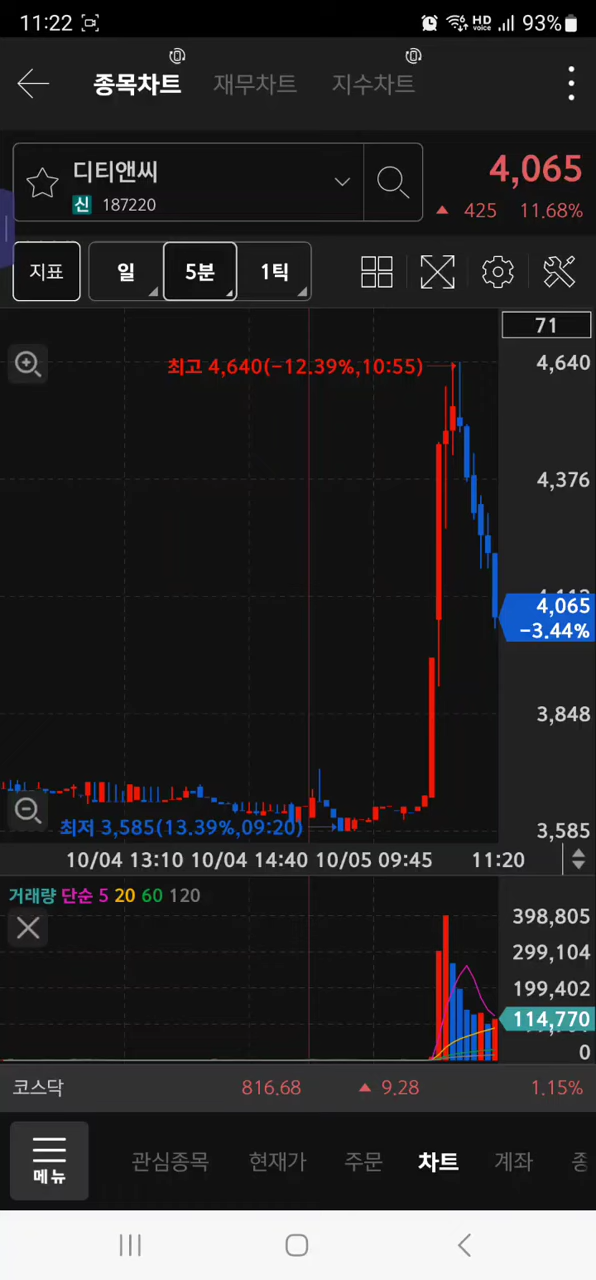 11:22 HD voice 93%
종목차트 재무차트 지수차트
디티앤씨
신 187220
4,065
425 11.68%
지표 일 5분 1틱
71
최고 4,640(-12.39%,10:55)
4,640
4,376
4,065
-3.44%
3,848
최저 3,585(13.39%,09:20)
3,585
10/04 13:10 10/04 14:40 10/05 09:45 11:20
거래량 단순 5 20 60 120
398,805
299,104
199,402
114,770
0
코스닥 816.68 9.28 1.15%
메뉴 관심종목 현재가 주문 차트 계좌 종